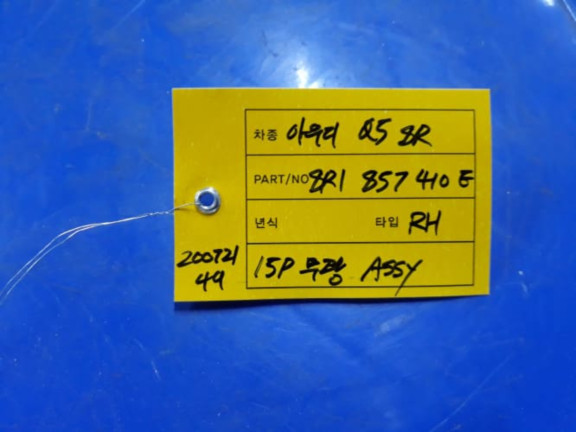 차종 아우디 Q5 8R
PART/NO 8R1 857 410 E
년식 타입 RH
15P 무광 ASSY
200721
49